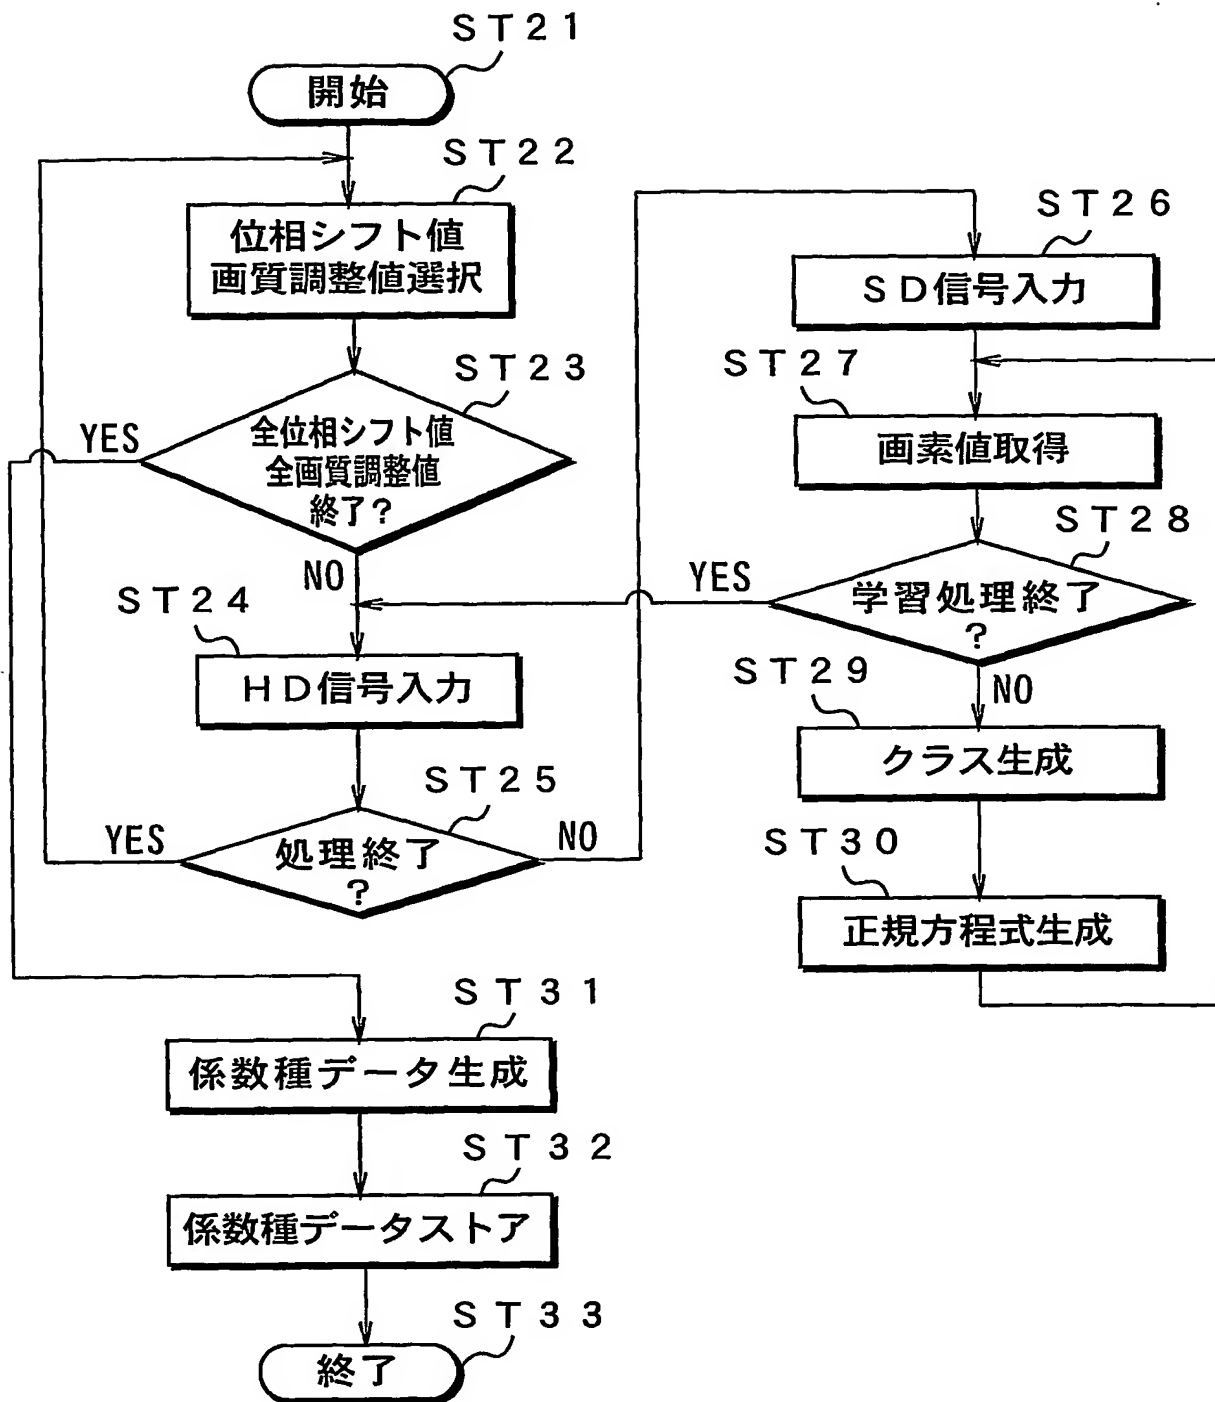 ST21
開始
ST22
位相シフト値
画質調整値選択
ST23
全位相シフト値
全画質調整値
終了?
YES
NO
ST24
HD信号入力
ST25
処理終了
?
YES
NO
ST26
SD信号入力
ST27
画素値取得
ST28
学習処理終了
?
YES
NO
ST29
クラス生成
ST30
正規方程式生成
ST31
係数種データ生成
ST32
係数種データストア
ST33
終了